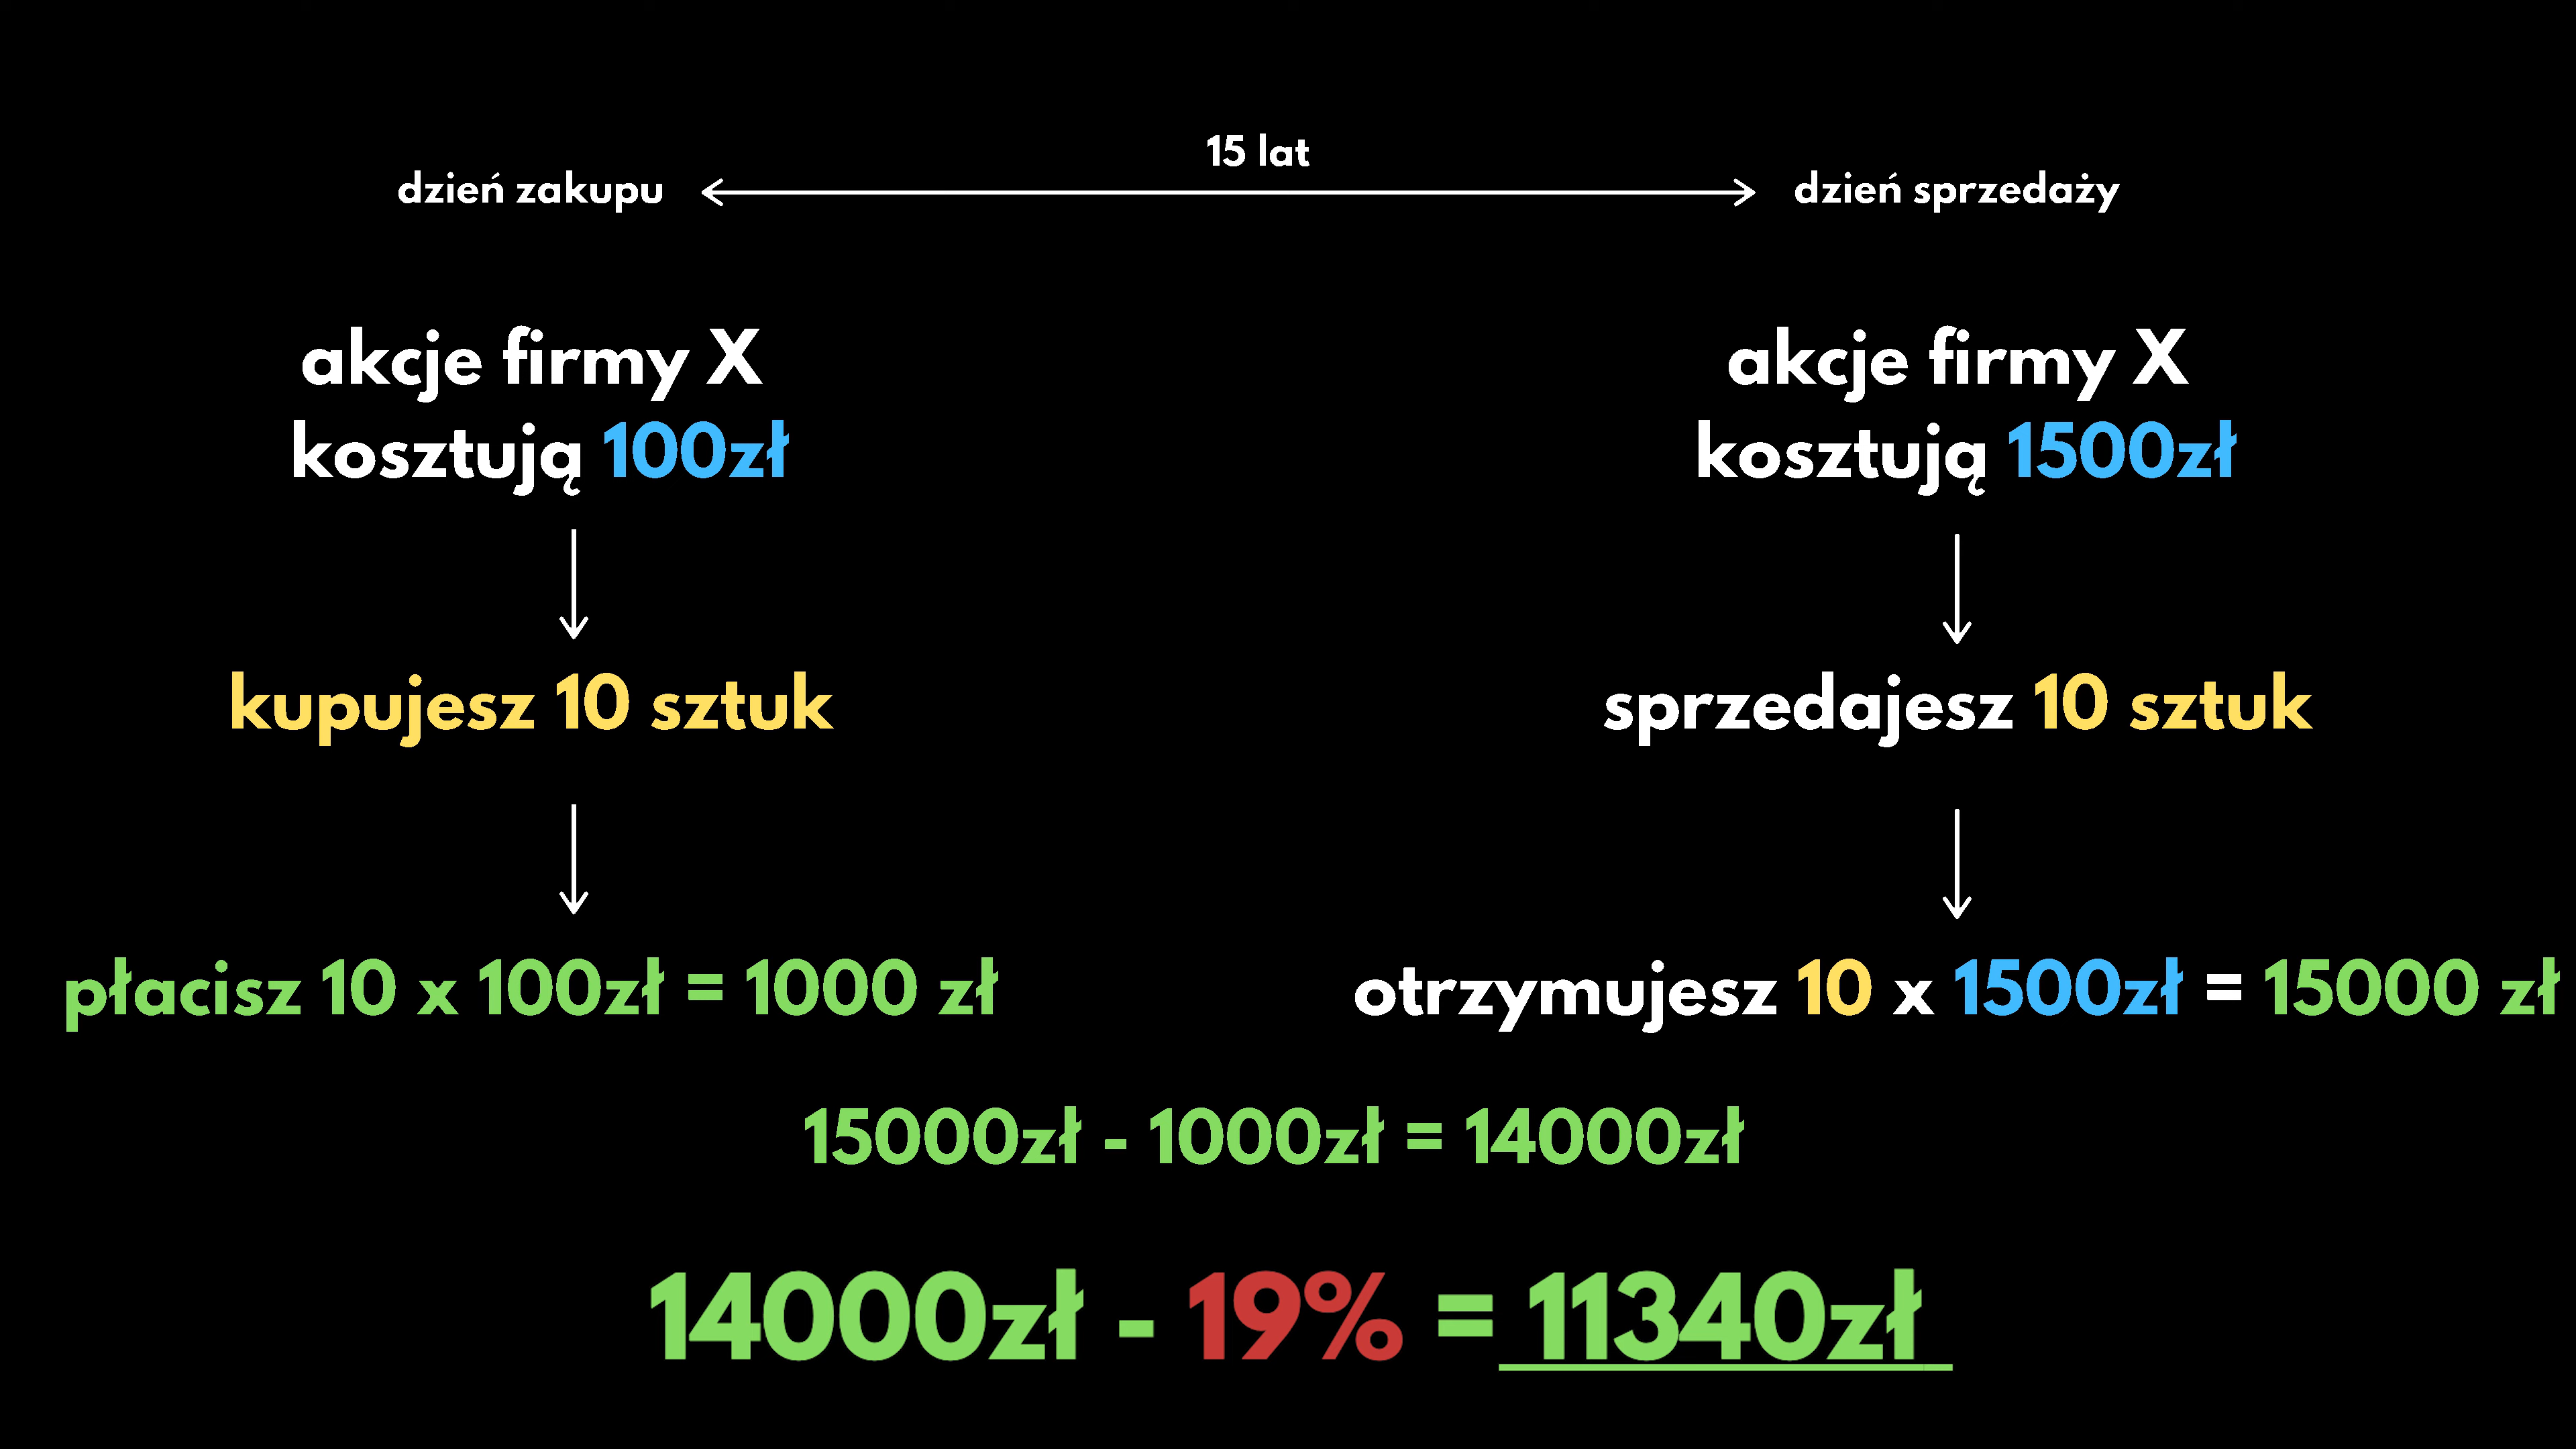 15 lat
dzień zakupu
dzień sprzedaży
akcje firmy X
kosztują 100zł
kupujesz 10 sztuk
płacisz 10 x 100zł = 1000 zł
akcje firmy X
kosztują 1500zł
sprzedajesz 10 sztuk
otrzymujesz 10 x 1500zł = 15000 zł
15000zł - 1000zł = 14000zł
14000zł - 19% = 11340zł